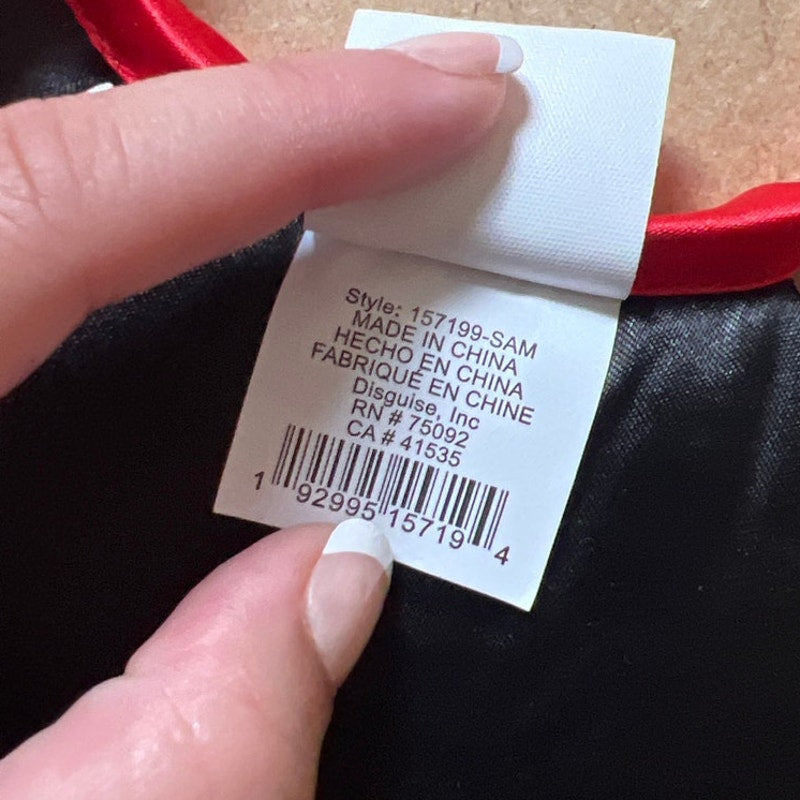 Style: 157199-SAM
MADE IN CHINA
HECHO EN CHINA
FABRIQUÉ EN CHINE
Disguise, Inc
RN # 75092
CA # 41535
1 92995 15719 4